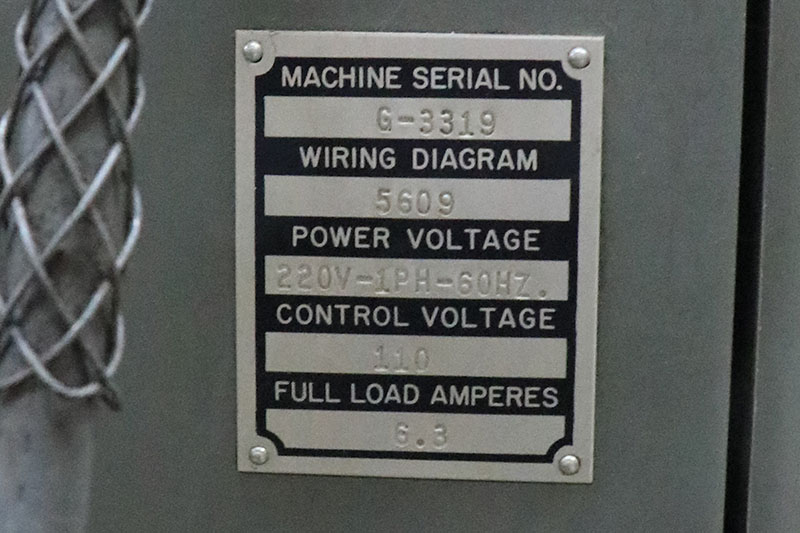 MACHINE SERIAL NO.
G-3319
WIRING DIAGRAM
5609
POWER VOLTAGE
220V-1PH-60HZ.
CONTROL VOLTAGE
110
FULL LOAD AMPERES
6.3